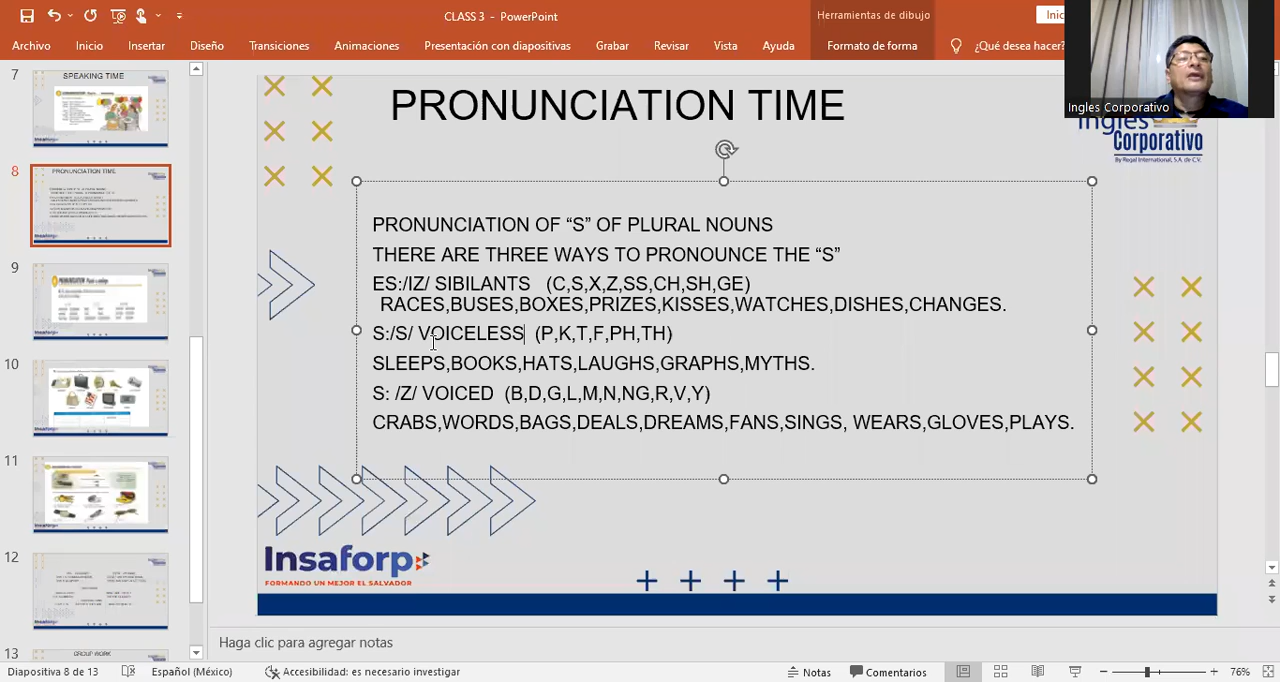 CLASS 3 - PowerPoint
Herramientas de dibujo
Inic
Archivo Inicio Insertar Diseño Transiciones Animaciones Presentación con diapositivas Grabar Revisar Vista Ayuda Formato de forma ¿Qué desea hacer?
Ingles Corporativo
7
SPEAKING TIME
8
PRONUNCIATION TIME
9
10
11
12
13
GROUP WORK
PRONUNCIATION TIME
Ingles
Corporativo
By Regal International, S.A. de C.V.
PRONUNCIATION OF “S” OF PLURAL NOUNS
THERE ARE THREE WAYS TO PRONOUNCE THE “S”
ES:/IZ/ SIBILANTS (C,S,X,Z,SS,CH,SH,GE)
RACES,BUSES,BOXES,PRIZES,KISSES,WATCHES,DISHES,CHANGES.
S:/S/ VOICELESS (P,K,T,F,PH,TH)
SLEEPS,BOOKS,HATS,LAUGHS,GRAPHS,MYTHS.
S: /Z/ VOICED (B,D,G,L,M,N,NG,R,V,Y)
CRABS,WORDS,BAGS,DEALS,DREAMS,FANS,SINGS, WEARS,GLOVES,PLAYS.
Insaforp
FORMANDO UN MEJOR EL SALVADOR
Haga clic para agregar notas
Diapositiva 8 de 13 Español (México) Accesibilidad: es necesario investigar Notas Comentarios 76%